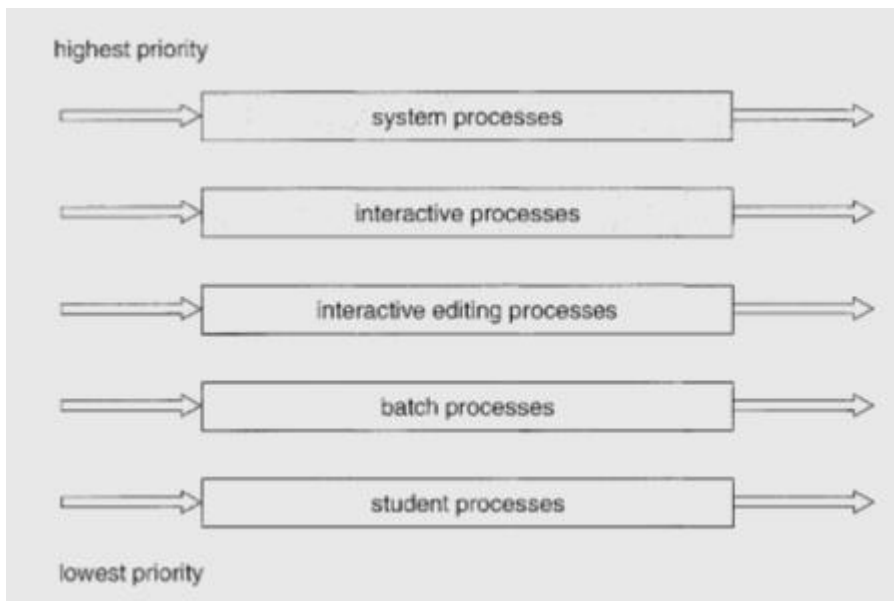 highest priority
system processes
interactive processes
interactive editing processes
batch processes
student processes
lowest priority